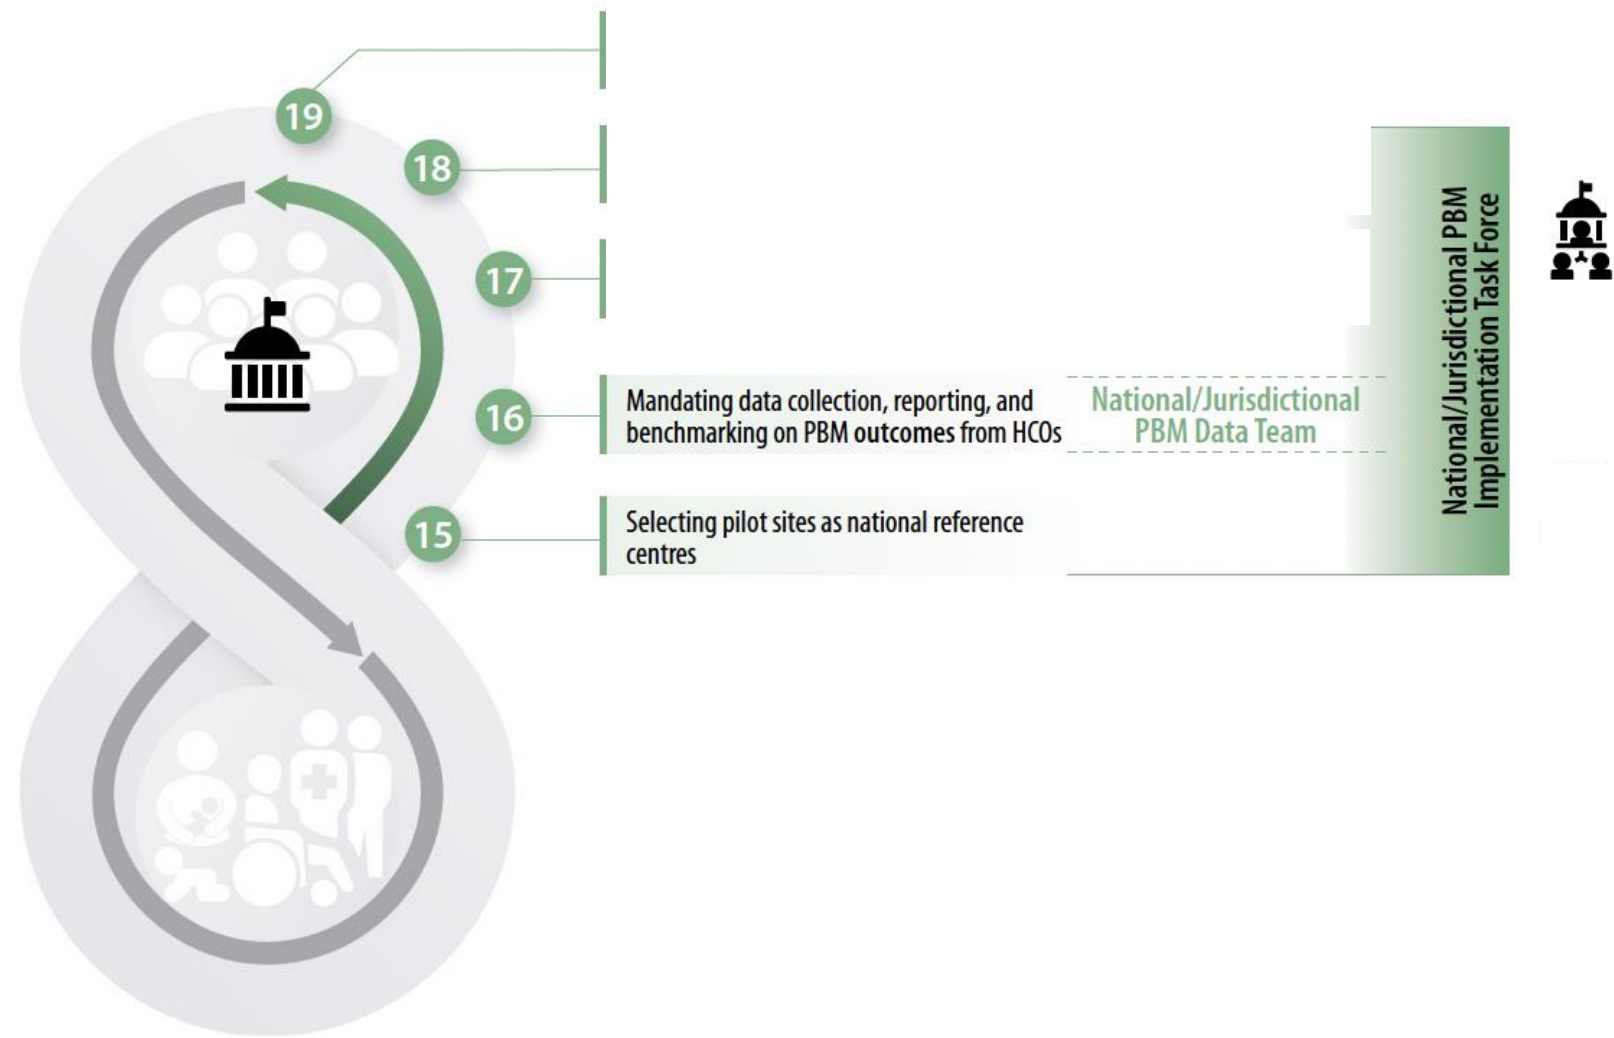 19
18
17
16
Mandating data collection, reporting, and
benchmarking on PBM outcomes from HCOs
National/Jurisdictional
PBM Data Team
15
Selecting pilot sites as national reference
centres
National/Jurisdictional PBM
Implementation Task Force